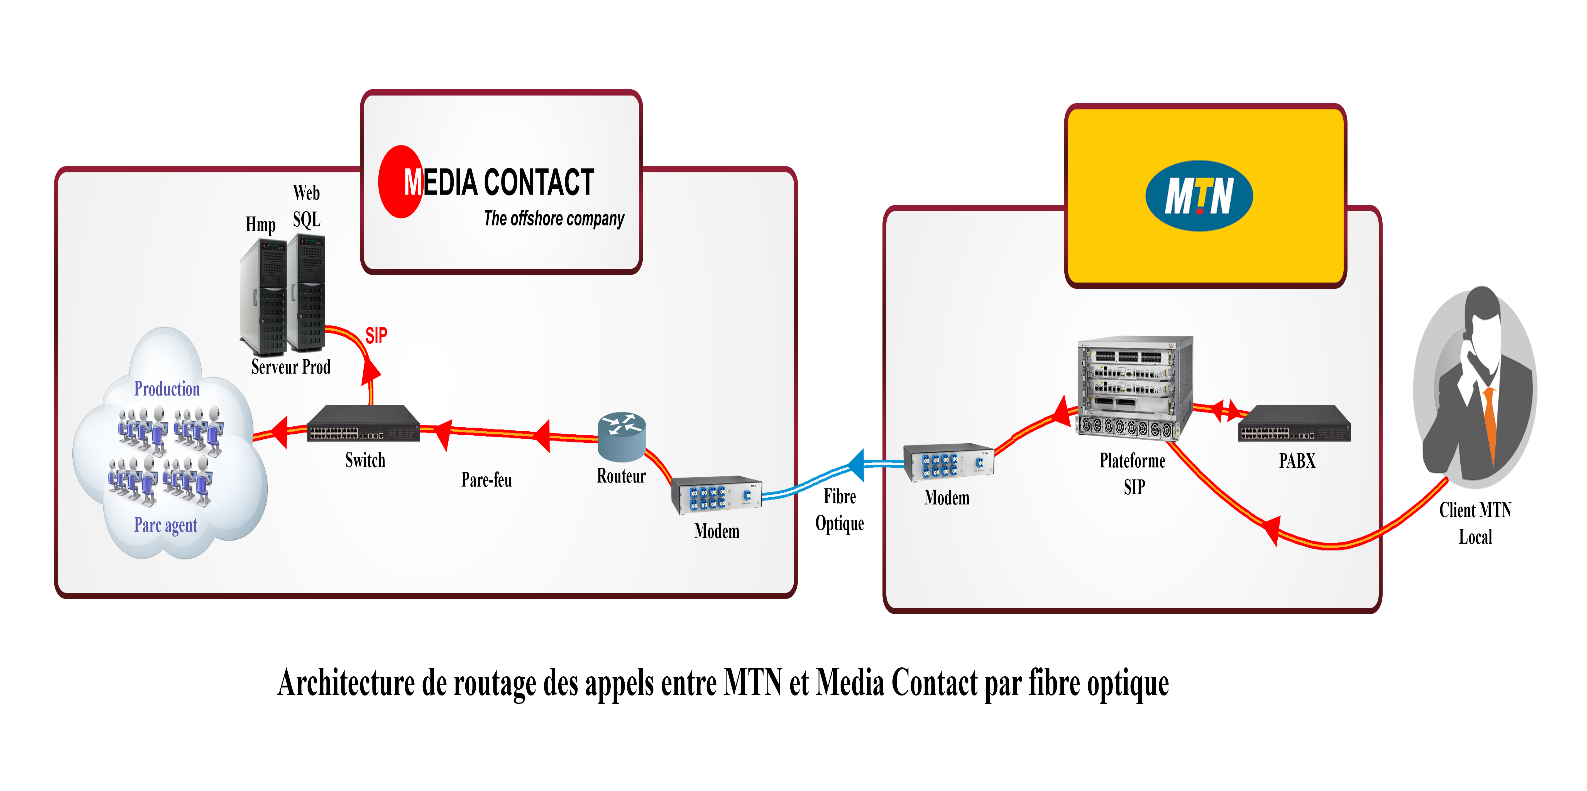 MEDIA CONTACT
The offshore company
MTN
Web
SQL
Hmp
SIP
Serveur Prod
Production
Parc agent
Switch
Pare-feu
Routeur
Modem
Fibre
Optique
Modem
Plateforme
SIP
PABX
Client MTN
Local
Architecture de routage des appels entre MTN et Media Contact par fibre optique